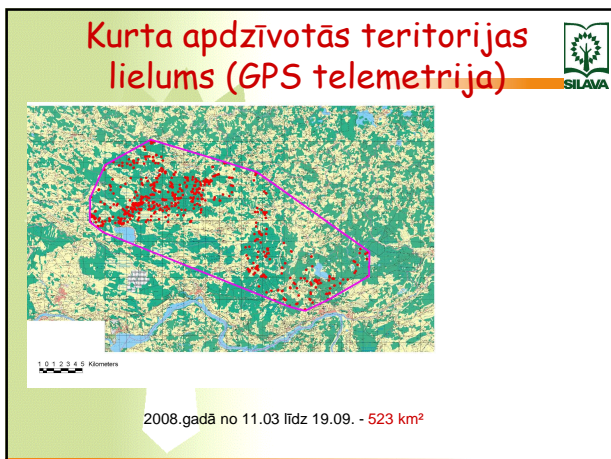 Kurta apdzīvotās teritorijas
lielums (GPS telemetrija)
SILAVA
1 0 1 2 3 4 5 Kilometers
2008.gadā no 11.03 līdz 19.09. - 523 km²